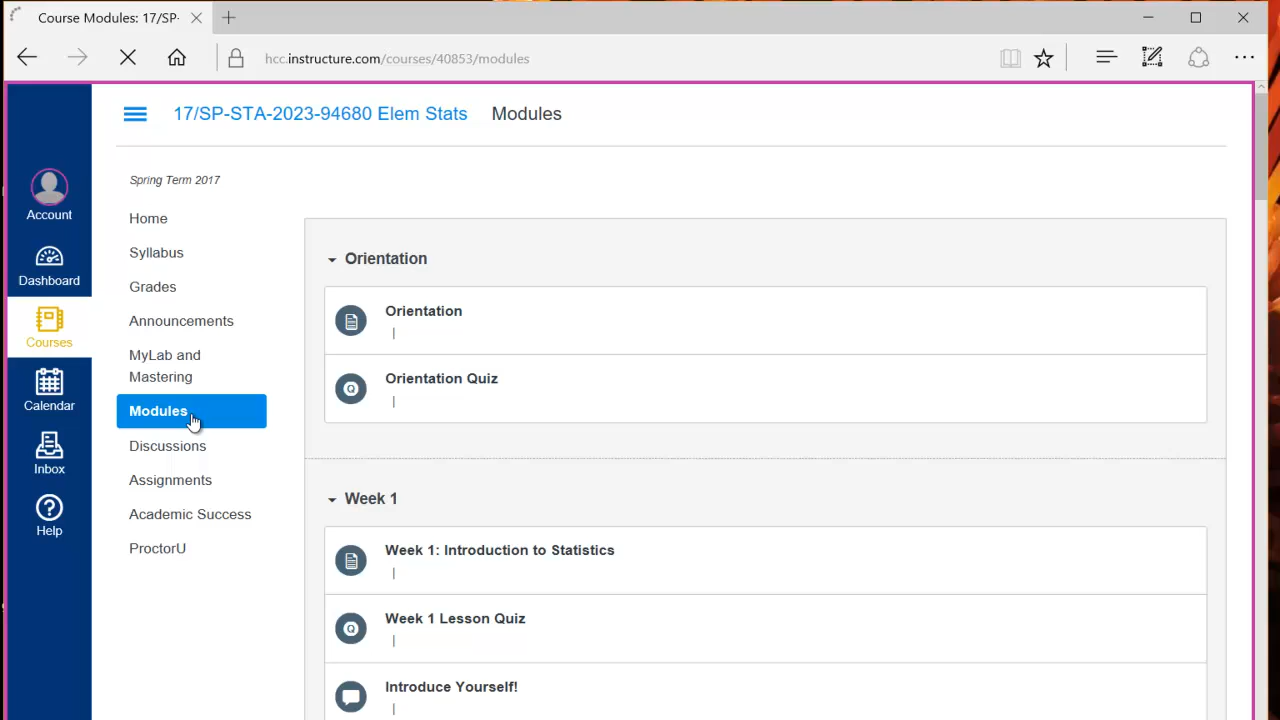 Course Modules: 17/SP-
hcc.instructure.com/courses/40853/modules
17/SP-STA-2023-94680 Elem Stats Modules
Account
Dashboard
Courses
Calendar
Inbox
Help
Spring Term 2017
Home
Syllabus
Grades
Announcements
MyLab and
Mastering
Modules
Discussions
Assignments
Academic Success
ProctorU
Orientation
Orientation
|
Q
Orientation Quiz
|
Week 1
Week 1: Introduction to Statistics
|
Q
Week 1 Lesson Quiz
|
Introduce Yourself!
|